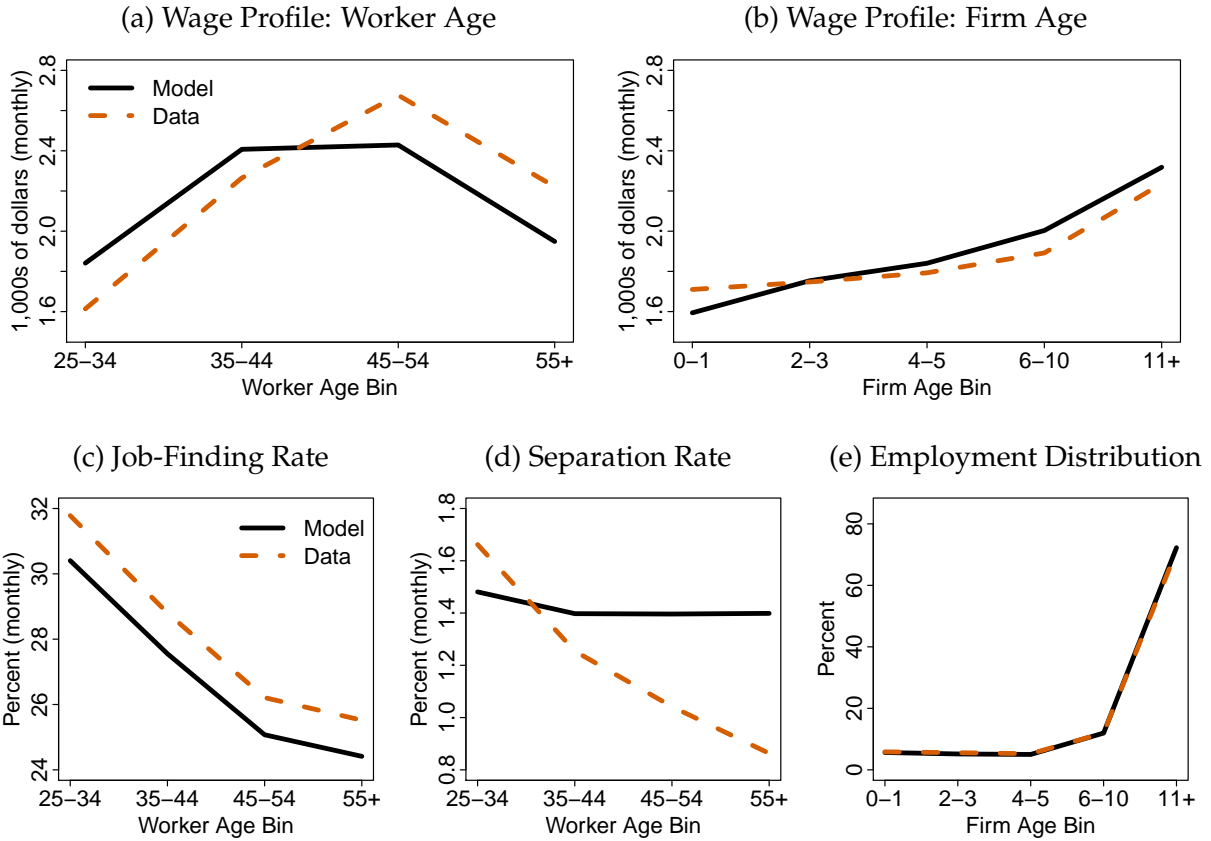 (a) Wage Profile: Worker Age
1,000s of dollars (monthly)
2.8
2.4
2.0
1.6
Model
Data
25−34
35−44
45−54
55+
Worker Age Bin
(b) Wage Profile: Firm Age
1,000s of dollars (monthly)
2.8
2.4
2.0
1.6
0−1
2−3
4−5
6−10
11+
Firm Age Bin
(c) Job-Finding Rate
Percent (monthly)
32
30
28
26
24
Model
Data
25−34
35−44
45−54
55+
Worker Age Bin
(d) Separation Rate
Percent (monthly)
1.8
1.6
1.4
1.2
1.0
0.8
25−34
35−44
45−54
55+
Worker Age Bin
(e) Employment Distribution
Percent
80
60
40
20
0
0−1
2−3
4−5
6−10
11+
Firm Age Bin